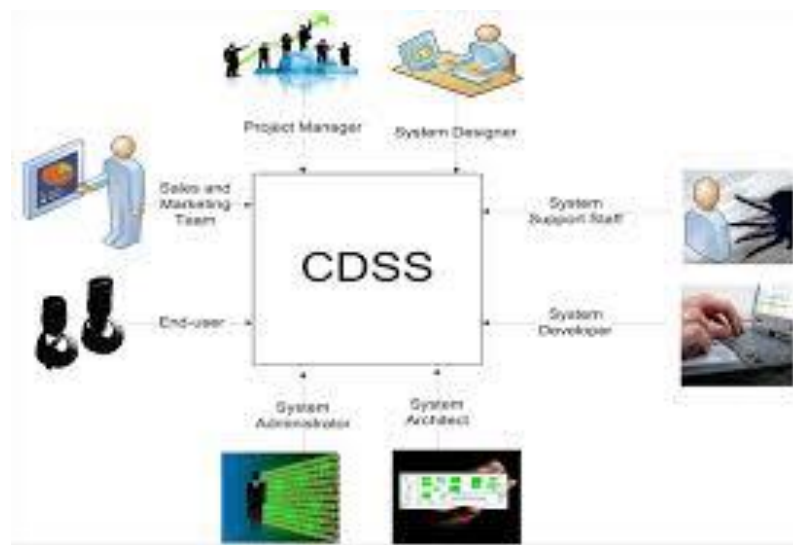 Project Manager
System Designer
Sales and
Marketing
Team
System
Support Staff
CDSS
End-user
System
Developer
System
Administrator
System
Architect